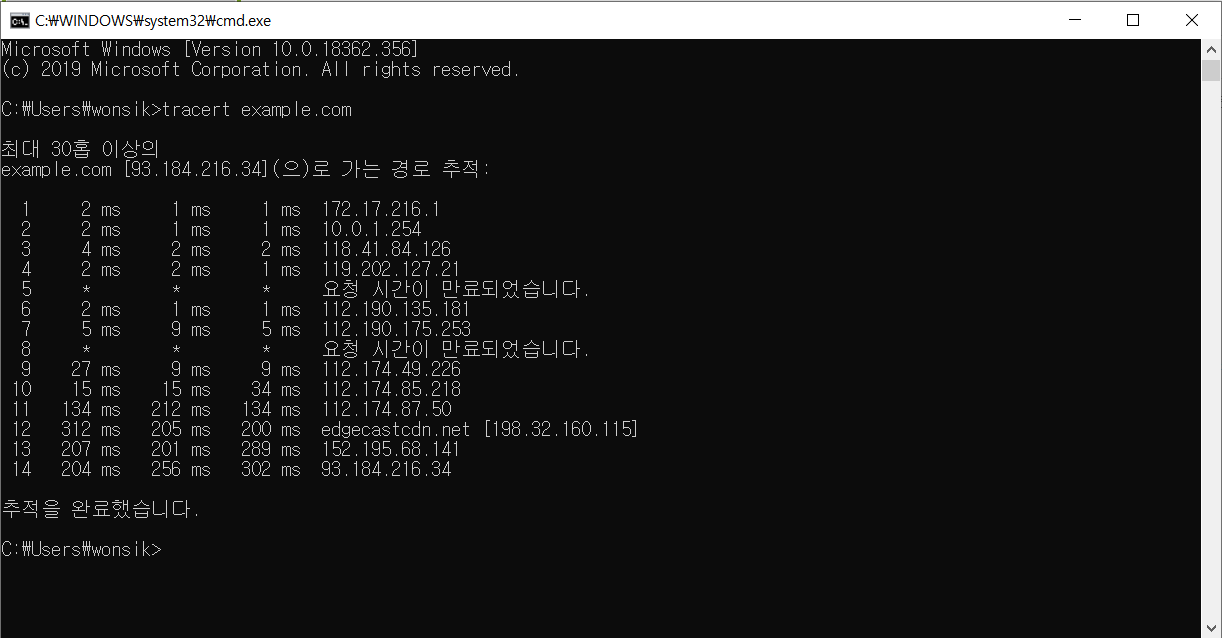 C:₩WINDOWS₩system32₩cmd.exe
Microsoft Windows [Version 10.0.18362.356]
(c) 2019 Microsoft Corporation. All rights reserved.
C:₩Users₩wonsik>tracert example.com
최대 30홉 이상의
example.com [93.184.216.34](으)로 가는 경로 추적:
1 2 ms 1 ms 1 ms 172.17.216.1
2 2 ms 1 ms 1 ms 10.0.1.254
3 4 ms 2 ms 2 ms 118.41.84.126
4 2 ms 2 ms 1 ms 119.202.127.21
5 * * * 요청 시간이 만료되었습니다.
6 2 ms 1 ms 1 ms 112.190.135.181
7 5 ms 9 ms 5 ms 112.190.175.253
8 * * * 요청 시간이 만료되었습니다.
9 27 ms 9 ms 9 ms 112.174.49.226
10 15 ms 15 ms 34 ms 112.174.85.218
11 134 ms 212 ms 134 ms 112.174.87.50
12 312 ms 205 ms 200 ms edgecastcdn.net [198.32.160.115]
13 207 ms 201 ms 289 ms 152.195.68.141
14 204 ms 256 ms 302 ms 93.184.216.34
추적을 완료했습니다.
C:₩Users₩wonsik>